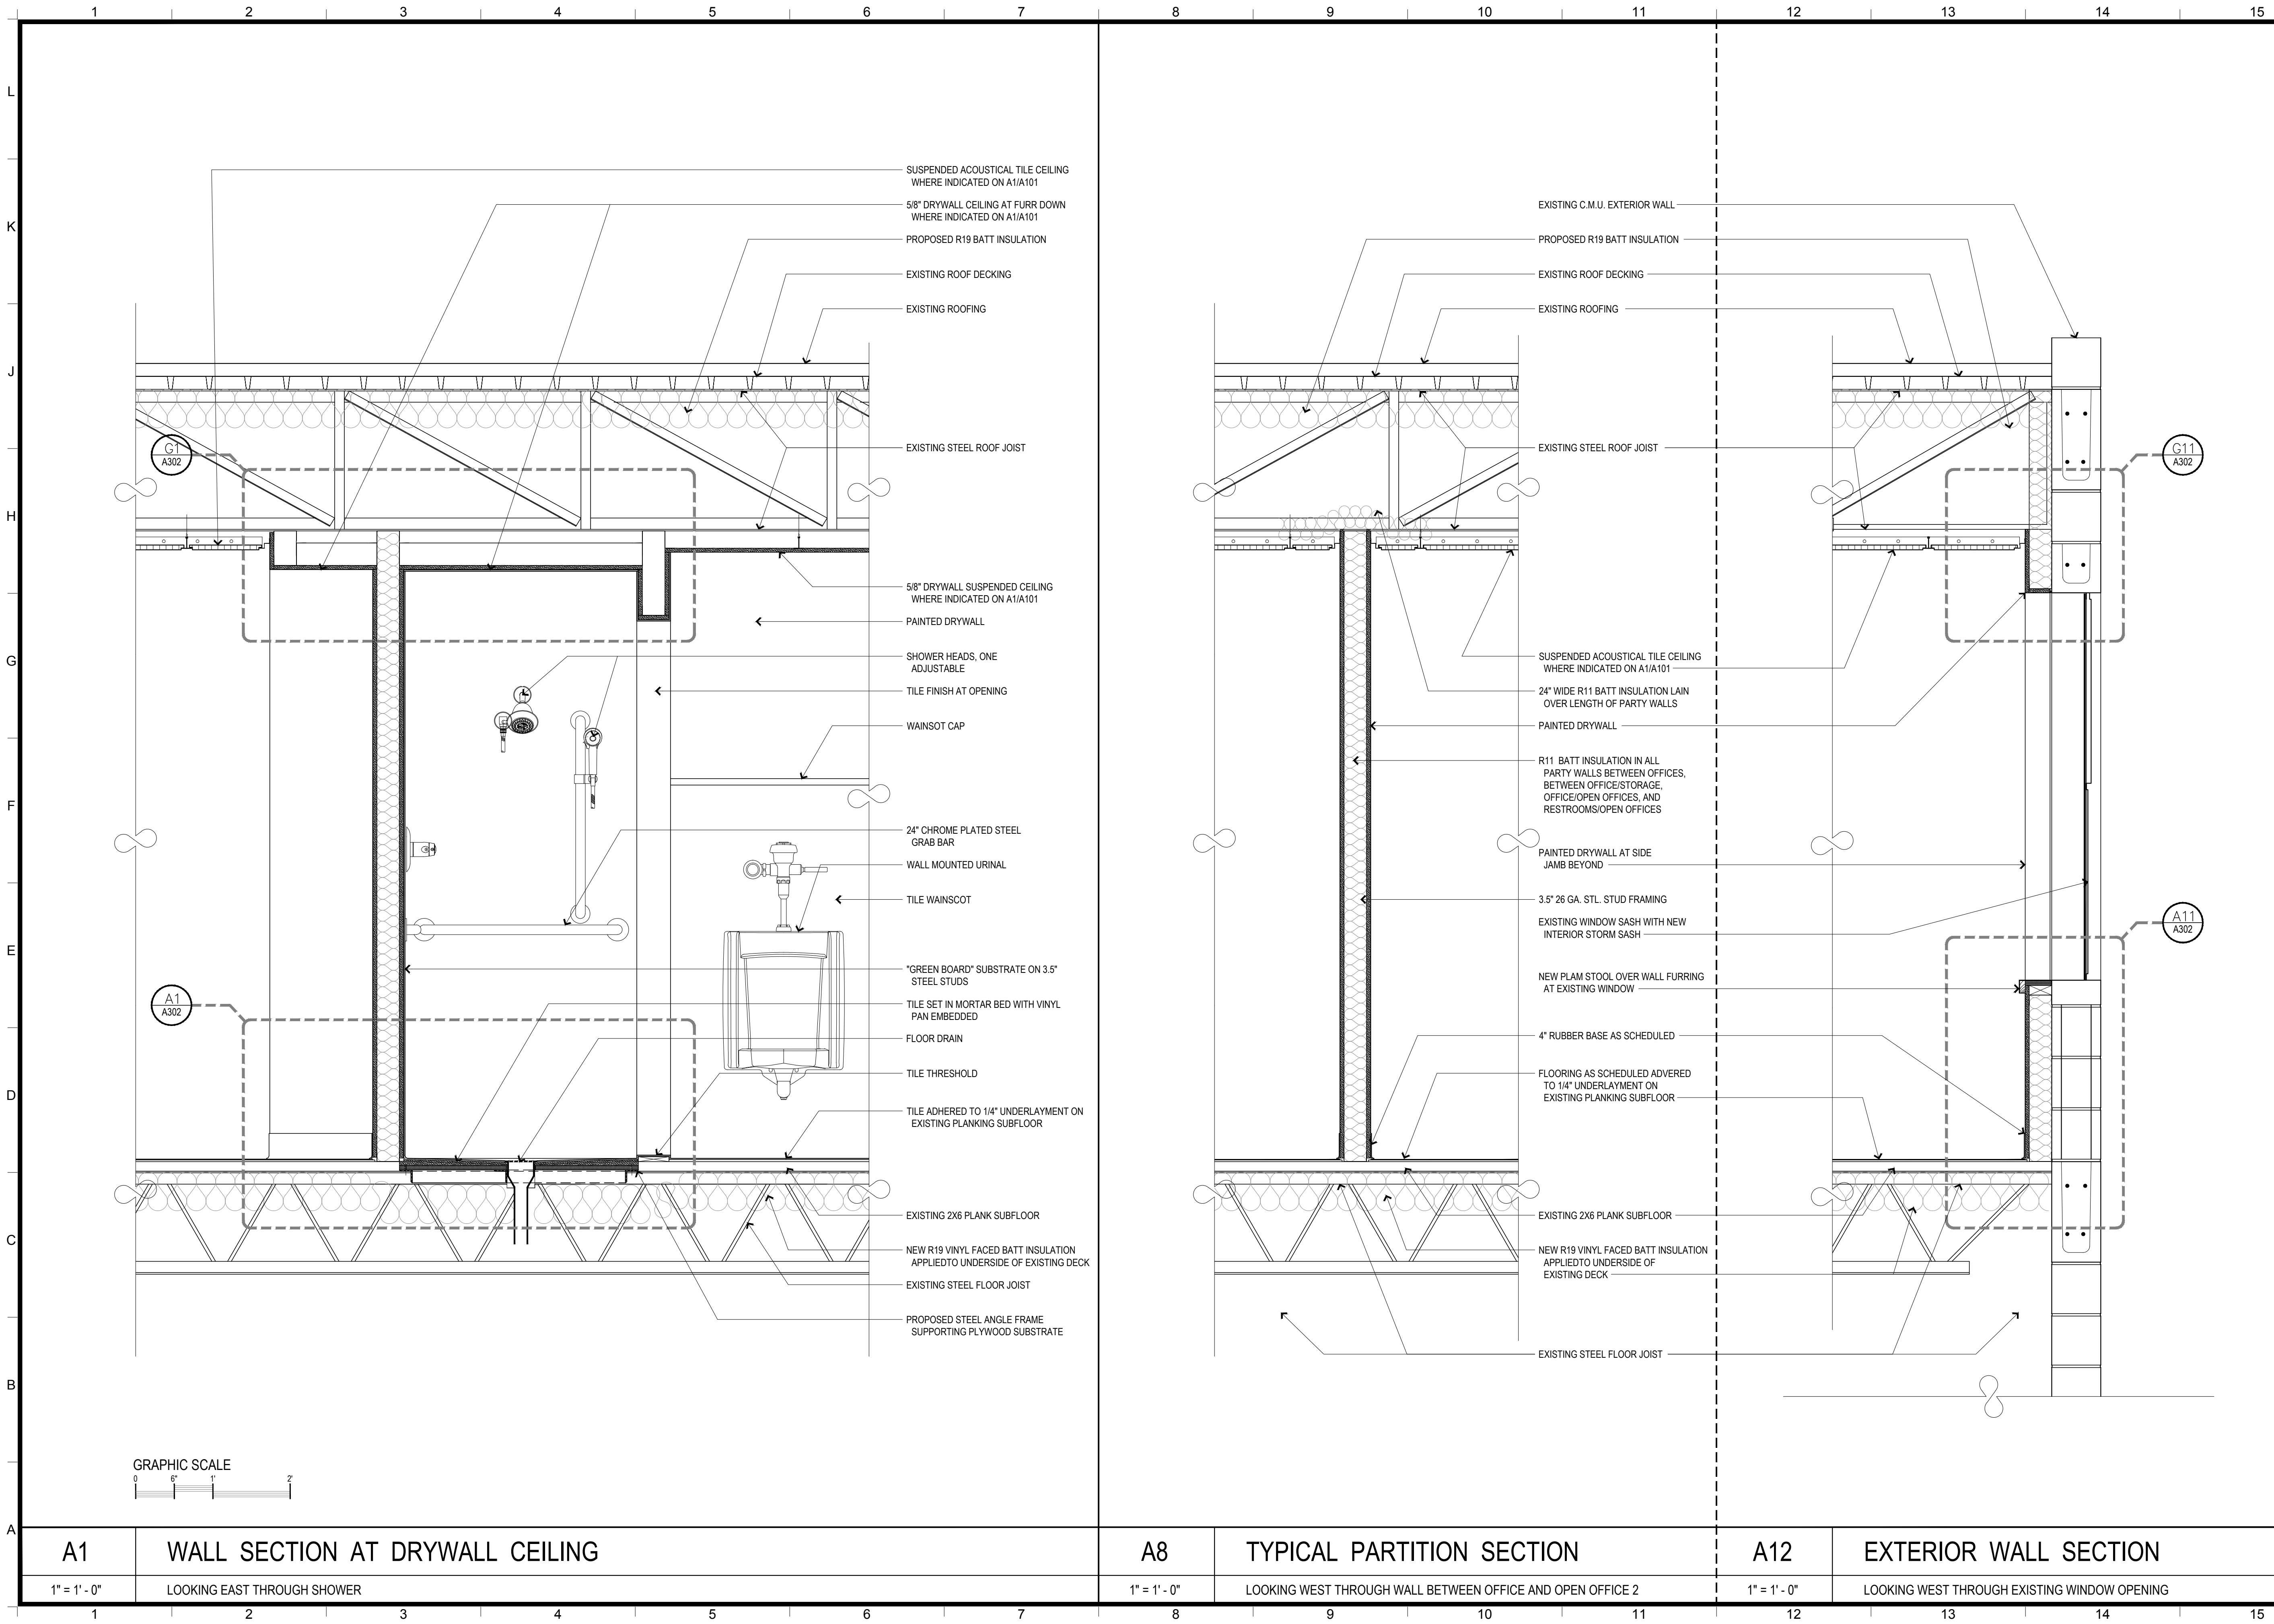 1 2 3 4 5 6 7 8 9 10 11 12 13 14 15
L
K
J
H
G
F
E
D
C
B
A
SUSPENDED ACOUSTICAL TILE CEILING
WHERE INDICATED ON A1/A101
5/8" DRYWALL CEILING AT FURR DOWN
WHERE INDICATED ON A1/A101
PROPOSED R19 BATT INSULATION
EXISTING ROOF DECKING
EXISTING ROOFING
G1
A302
EXISTING STEEL ROOF JOIST
5/8" DRYWALL SUSPENDED CEILING
WHERE INDICATED ON A1/A101
PAINTED DRYWALL
SHOWER HEADS, ONE
ADJUSTABLE
TILE FINISH AT OPENING
WAINSOT CAP
24" CHROME PLATED STEEL
GRAB BAR
WALL MOUNTED URINAL
TILE WAINSCOT
"GREEN BOARD" SUBSTRATE ON 3.5"
STEEL STUDS
A1
A302
TILE SET IN MORTAR BED WITH VINYL
PAN EMBEDDED
FLOOR DRAIN
TILE THRESHOLD
TILE ADHERED TO 1/4" UNDERLAYMENT ON
EXISTING PLANKING SUBFLOOR
EXISTING 2X6 PLANK SUBFLOOR
NEW R19 VINYL FACED BATT INSULATION
APPLIEDTO UNDERSIDE OF EXISTING DECK
EXISTING STEEL FLOOR JOIST
PROPOSED STEEL ANGLE FRAME
SUPPORTING PLYWOOD SUBSTRATE
GRAPHIC SCALE
0 6" 1' 2'
EXISTING C.M.U. EXTERIOR WALL
PROPOSED R19 BATT INSULATION
EXISTING ROOF DECKING
EXISTING ROOFING
EXISTING STEEL ROOF JOIST
G11
A302
SUSPENDED ACOUSTICAL TILE CEILING
WHERE INDICATED ON A1/A101
24" WIDE R11 BATT INSULATION LAIN
OVER LENGTH OF PARTY WALLS
PAINTED DRYWALL
R11 BATT INSULATION IN ALL
PARTY WALLS BETWEEN OFFICES,
BETWEEN OFFICE/STORAGE,
OFFICE/OPEN OFFICES, AND
RESTROOMS/OPEN OFFICES
PAINTED DRYWALL AT SIDE
JAMB BEYOND
3.5" 26 GA. STL. STUD FRAMING
EXISTING WINDOW SASH WITH NEW
INTERIOR STORM SASH
A11
A302
NEW PLAM STOOL OVER WALL FURRING
AT EXISTING WINDOW
4" RUBBER BASE AS SCHEDULED
FLOORING AS SCHEDULED ADVERED
TO 1/4" UNDERLAYMENT ON
EXISTING PLANKING SUBFLOOR
EXISTING 2X6 PLANK SUBFLOOR
NEW R19 VINYL FACED BATT INSULATION
APPLIEDTO UNDERSIDE OF
EXISTING DECK
EXISTING STEEL FLOOR JOIST
A1 WALL SECTION AT DRYWALL CEILING
1" = 1' - 0" LOOKING EAST THROUGH SHOWER
A8 TYPICAL PARTITION SECTION
1" = 1' - 0" LOOKING WEST THROUGH WALL BETWEEN OFFICE AND OPEN OFFICE 2
A12 EXTERIOR WALL SECTION
1" = 1' - 0" LOOKING WEST THROUGH EXISTING WINDOW OPENING
1 2 3 4 5 6 7 8 9 10 11 12 13 14 15